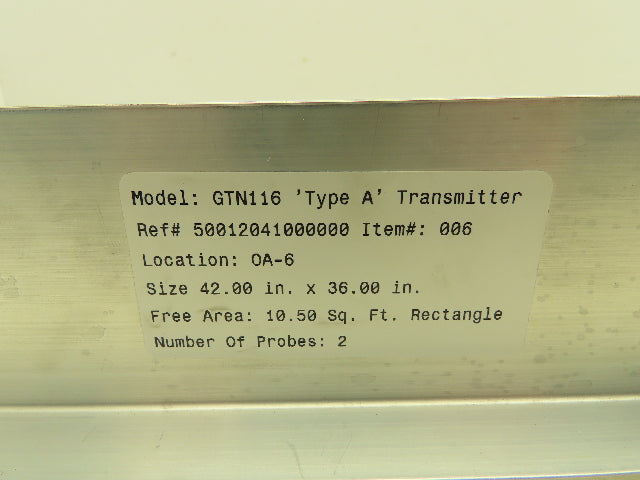 Model: GTN116 'Type A' Transmitter
Ref# 50012041000000 Item#: 006
Location: OA-6
Size 42.00 in. x 36.00 in.
Free Area: 10.50 Sq. Ft. Rectangle
Number Of Probes: 2